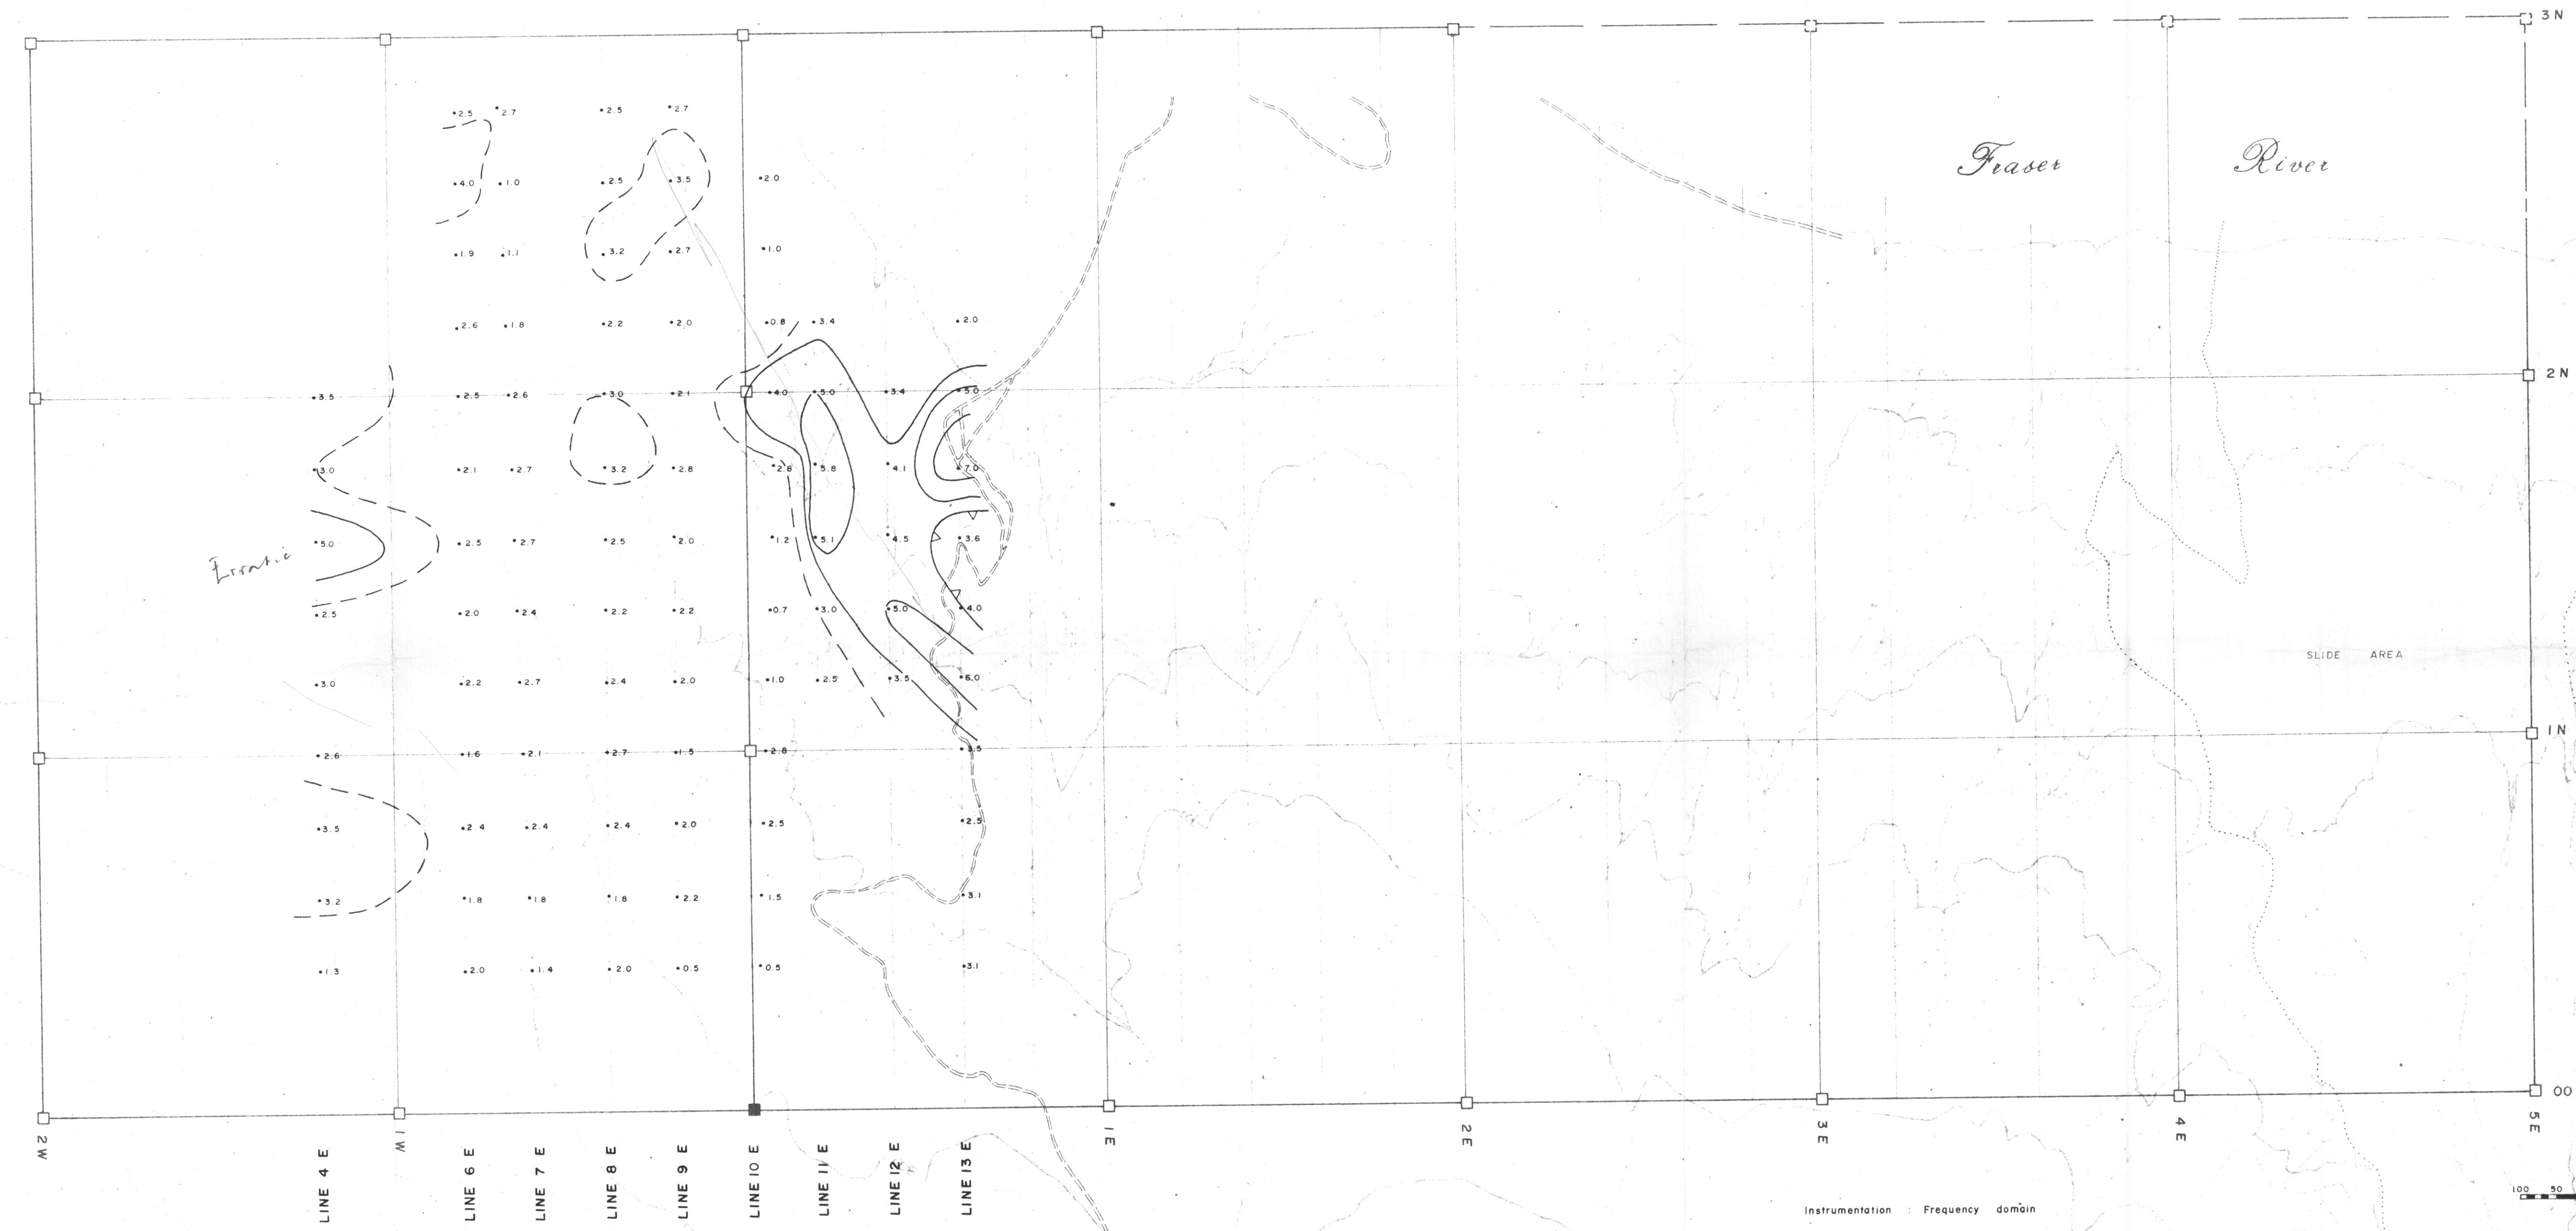 3 N
2.5 2.7 2.5 2.7
Fraser River
4.0 1.0 2.5 3.5 2.0
1.9 1.1 3.2 2.7 1.0
2.6 1.8 2.2 2.0 0.8 3.4 2.0
2 N
3.5 2.5 2.6 3.0 2.1 4.0 5.0 3.4 5.0
3.0 2.1 2.7 3.2 2.8 2.8 5.8 4.1 7.0
5.0 2.5 2.7 2.5 2.0 1.2 5.1 4.5 3.6
Erratic
2.5 2.0 2.4 2.2 2.2 0.7 3.0 5.0 4.0
SLIDE AREA
3.0 2.2 2.7 2.4 2.0 1.0 2.5 3.5 6.0
1 N
2.6 1.6 2.1 2.7 1.5 2.8 3.5
3.5 2 4 2.4 2.4 2.0 2.5 2.5
3.2 1.8 1.8 1.8 2.2 1.5 3.1
1.3 2.0 1.4 2.0 0.5 0.5 3.1
00
2 W
1 W
1 E
2 E
3 E
4 E
5 E
LINE 4 E
LINE 6 E
LINE 7 E
LINE 8 E
LINE 9 E
LINE 10 E
LINE 11 E
LINE 12 E
LINE 13 E
100 50
Instrumentation : Frequency domain